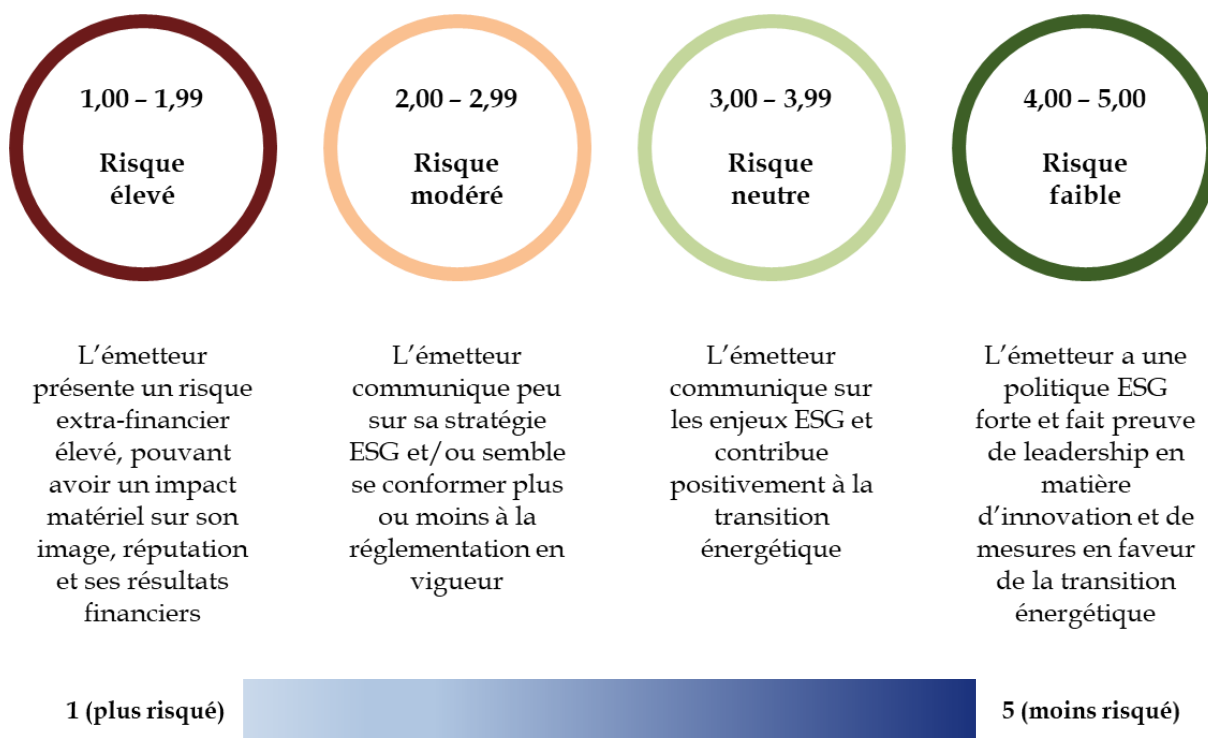 1,00 – 1,99
Risque
élevé
2,00 – 2,99
Risque
modéré
3,00 – 3,99
Risque
neutre
4,00 – 5,00
Risque
faible
L’émetteur
présente un risque
extra-financier
élevé, pouvant
avoir un impact
matériel sur son
image, réputation
et ses résultats
financiers
L’émetteur
communique peu
sur sa stratégie
ESG et/ou semble
se conformer plus
ou moins à la
réglementation en
vigueur
L’émetteur
communique sur
les enjeux ESG et
contribue
positivement à la
transition
énergétique
L’émetteur a une
politique ESG
forte et fait preuve
de leadership en
matière
d’innovation et de
mesures en faveur
de la transition
énergétique
1 (plus risqué)
5 (moins risqué)